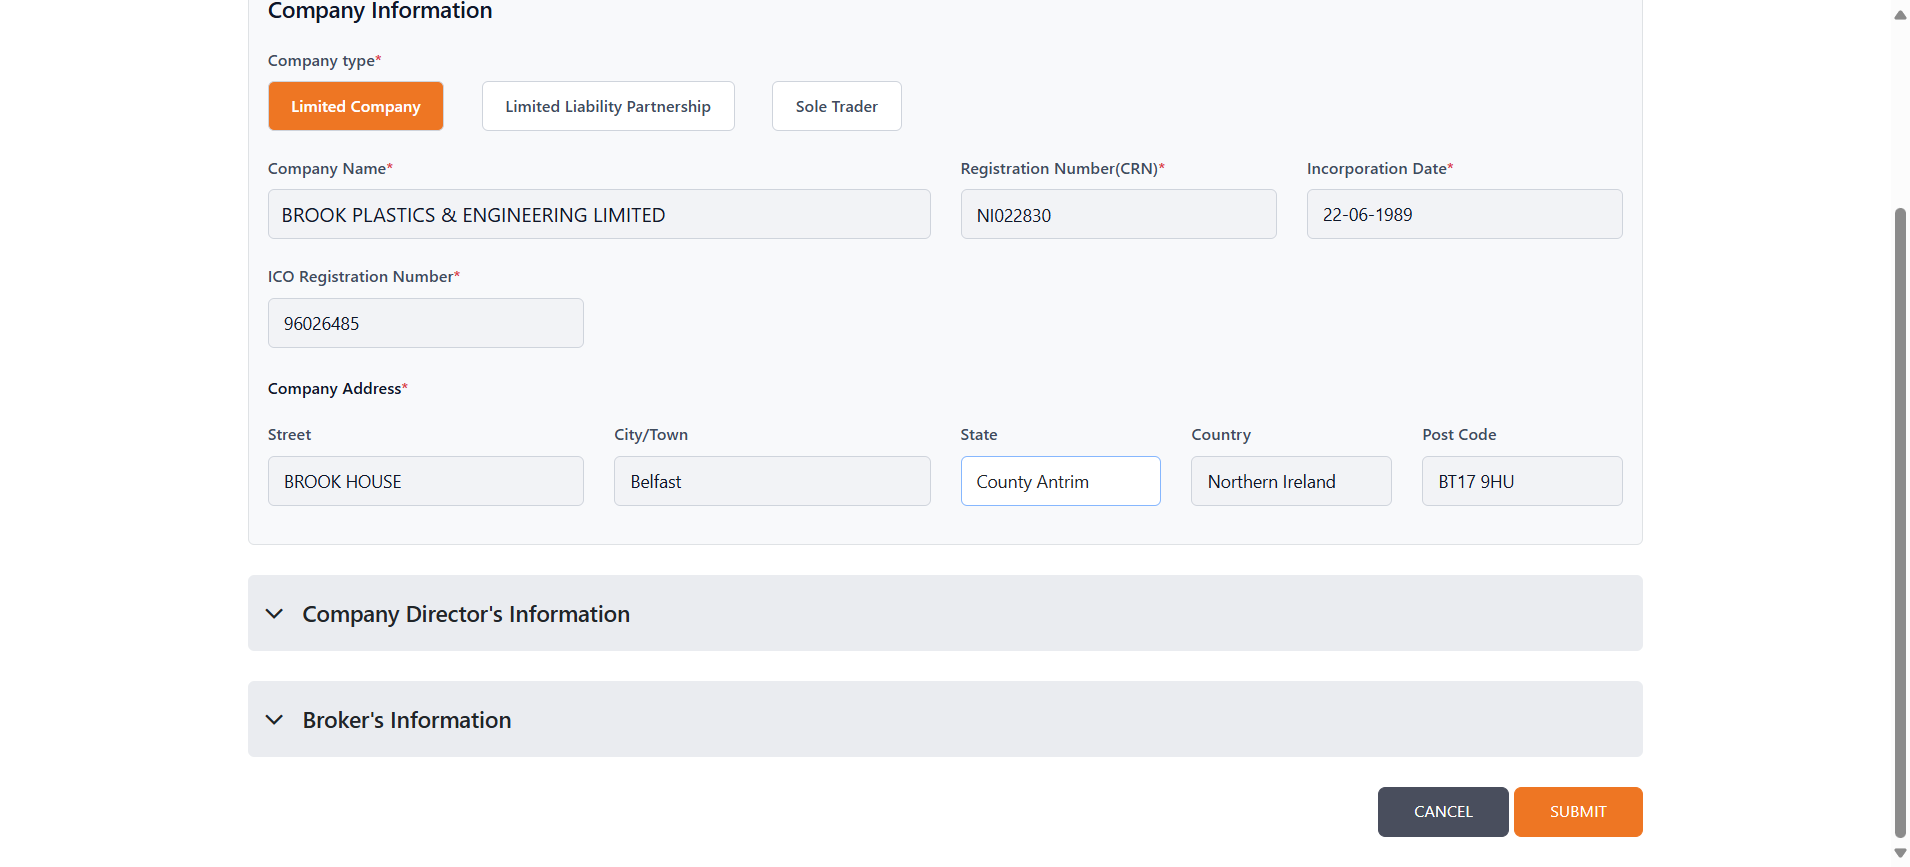 Company Information
Company type*
Limited Company
Limited Liability Partnership
Sole Trader
Company Name*
Registration Number(CRN)*
Incorporation Date*
BROOK PLASTICS & ENGINEERING LIMITED
NI022830
22-06-1989
ICO Registration Number*
96026485
Company Address*
Street
City/Town
State
Country
Post Code
BROOK HOUSE
Belfast
County Antrim
Northern Ireland
BT17 9HU
Company Director's Information
Broker's Information
CANCEL
SUBMIT